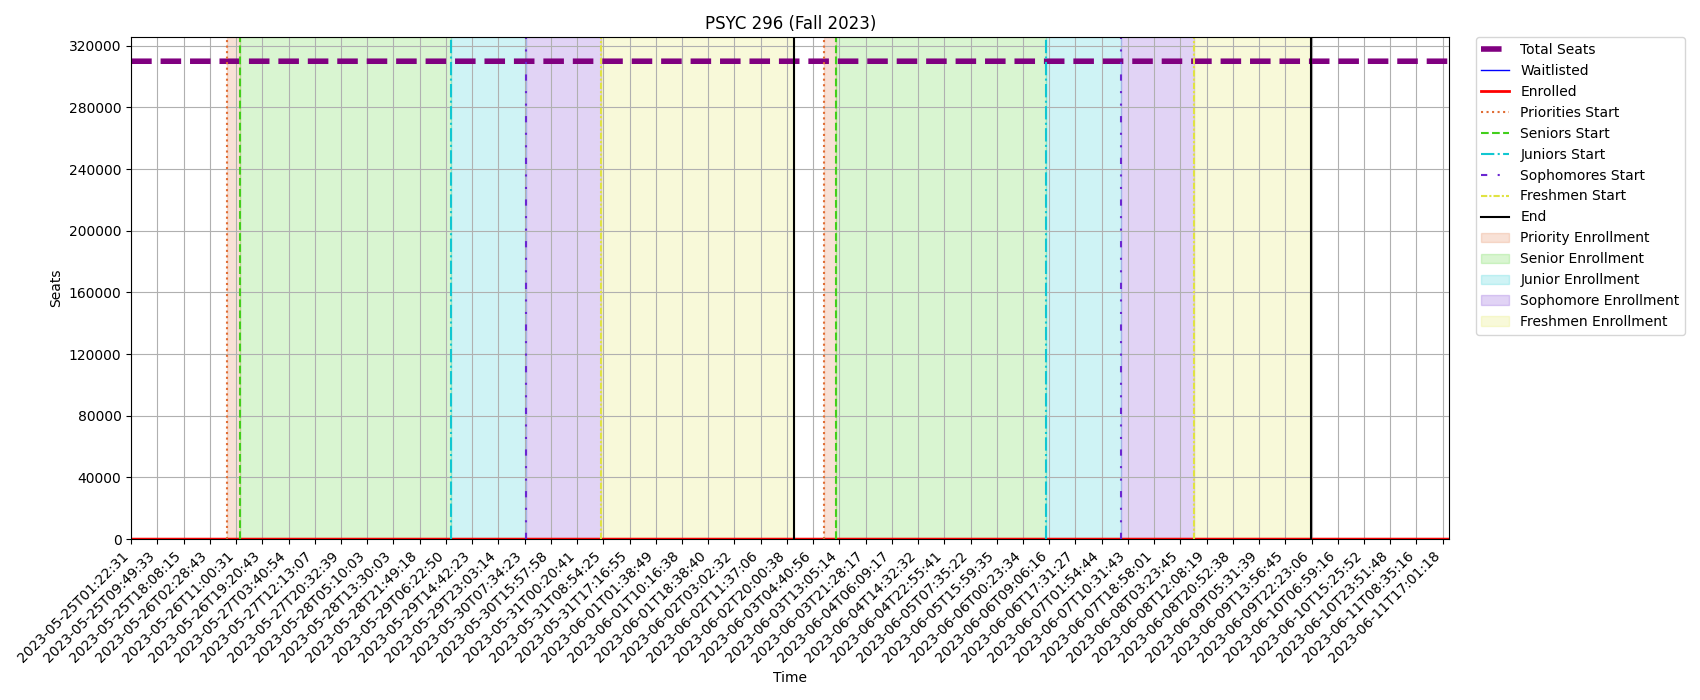 PSYC 296 (Fall 2023)
320000
280000
240000
200000
160000
120000
80000
40000
0
Seats
2023-05-25T01:22:31
2023-05-25T09:49:33
2023-05-25T18:08:15
2023-05-26T02:28:43
2023-05-26T11:00:31
2023-05-26T19:20:43
2023-05-27T03:40:54
2023-05-27T12:13:07
2023-05-27T20:32:39
2023-05-28T05:10:03
2023-05-28T13:30:03
2023-05-28T21:49:18
2023-05-29T06:22:50
2023-05-29T14:42:23
2023-05-29T23:03:14
2023-05-30T07:34:23
2023-05-30T15:57:58
2023-05-31T00:20:41
2023-05-31T08:54:25
2023-05-31T17:16:55
2023-06-01T01:38:49
2023-06-01T10:16:38
2023-06-01T18:38:40
2023-06-02T03:02:32
2023-06-02T11:37:06
2023-06-02T20:00:38
2023-06-03T04:40:56
2023-06-03T13:05:14
2023-06-03T21:28:17
2023-06-04T06:09:17
2023-06-04T14:32:32
2023-06-04T22:55:41
2023-06-05T07:35:22
2023-06-05T15:59:35
2023-06-06T00:23:34
2023-06-06T09:06:16
2023-06-06T17:31:27
2023-06-07T01:54:44
2023-06-07T10:31:43
2023-06-07T18:58:01
2023-06-08T03:23:45
2023-06-08T12:08:19
2023-06-08T20:52:38
2023-06-09T05:31:39
2023-06-09T13:56:45
2023-06-09T22:23:06
2023-06-10T06:59:16
2023-06-10T15:25:52
2023-06-10T23:51:48
2023-06-11T08:35:16
2023-06-11T17:01:18
Time
Total Seats
Waitlisted
Enrolled
Priorities Start
Seniors Start
Juniors Start
Sophomores Start
Freshmen Start
End
Priority Enrollment
Senior Enrollment
Junior Enrollment
Sophomore Enrollment
Freshmen Enrollment